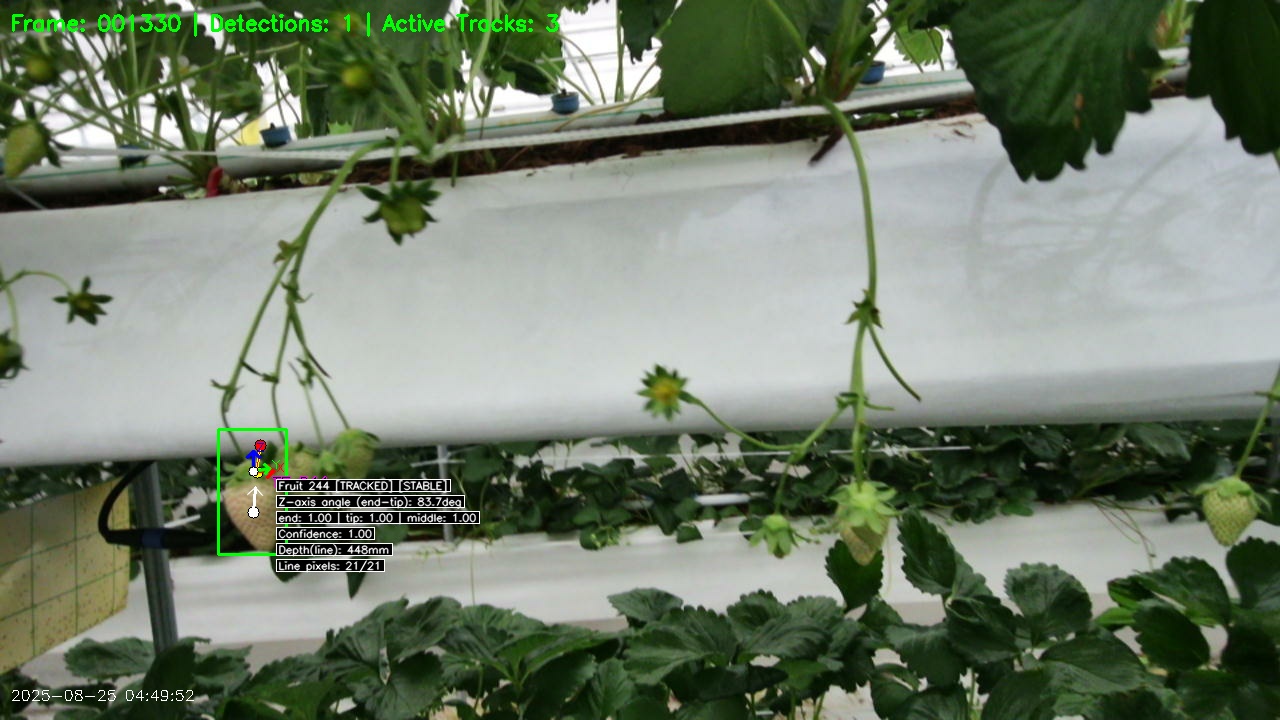 Frame: 001330 | Detections: 1 | Active Tracks: 3
Fruit 244 [TRACKED] [STABLE]
Z-axis angle (end-tip): 83.7deg
end: 1.00 | tip: 1.00 | middle: 1.00
Confidence: 1.00
Depth(line): 448mm
Line pixels: 21/21
2025-08-25 04:49:52